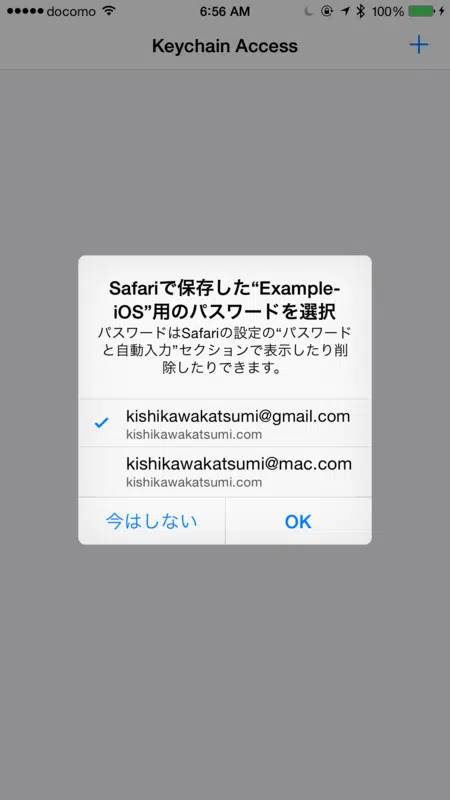 docomo 6:56 AM 100%
Keychain Access
Safariで保存した“Example-
iOS”用のパスワードを選択
パスワードはSafariの設定の“パスワード
と自動入力”セクションで表示したり削
除したりできます。
kishikawakatsumi@gmail.com
kishikawakatsumi.com
kishikawakatsumi@mac.com
kishikawakatsumi.com
今はしない OK